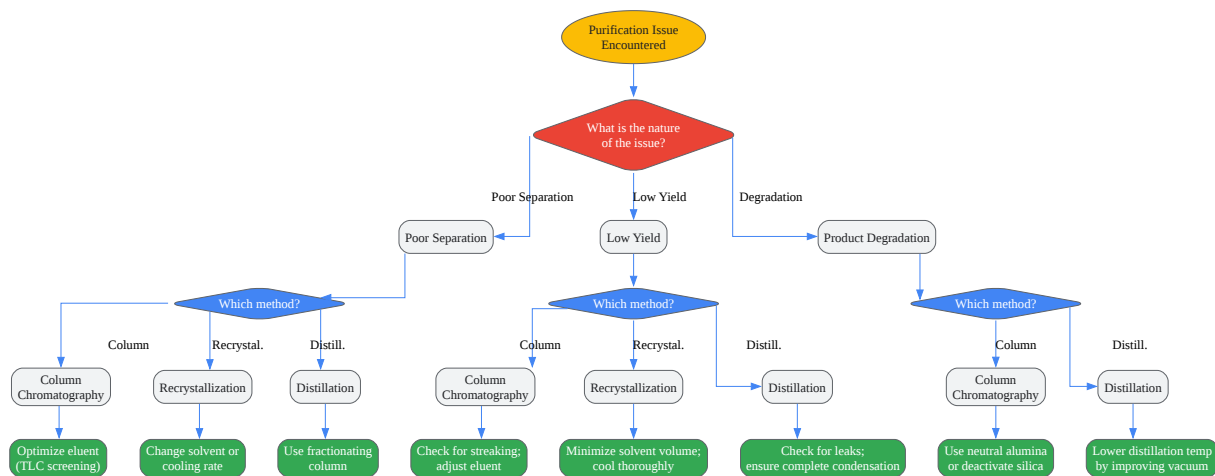 Purification Issue
Encountered
What is the nature
of the issue?
Poor Separation
Low Yield
Degradation
Poor Separation
Low Yield
Product Degradation
Which method?
Which method?
Which method?
Column
Recrystal.
Distill.
Column
Recrystal.
Distill.
Column
Distill.
Column
Chromatography
Recrystallization
Distillation
Column
Chromatography
Recrystallization
Distillation
Column
Chromatography
Distillation
Optimize eluent
(TLC screening)
Change solvent or
cooling rate
Use fractionating
column
Check for streaking;
adjust eluent
Minimize solvent volume;
cool thoroughly
Check for leaks;
ensure complete condensation
Use neutral alumina
or deactivate silica
Lower distillation temp
by improving vacuum